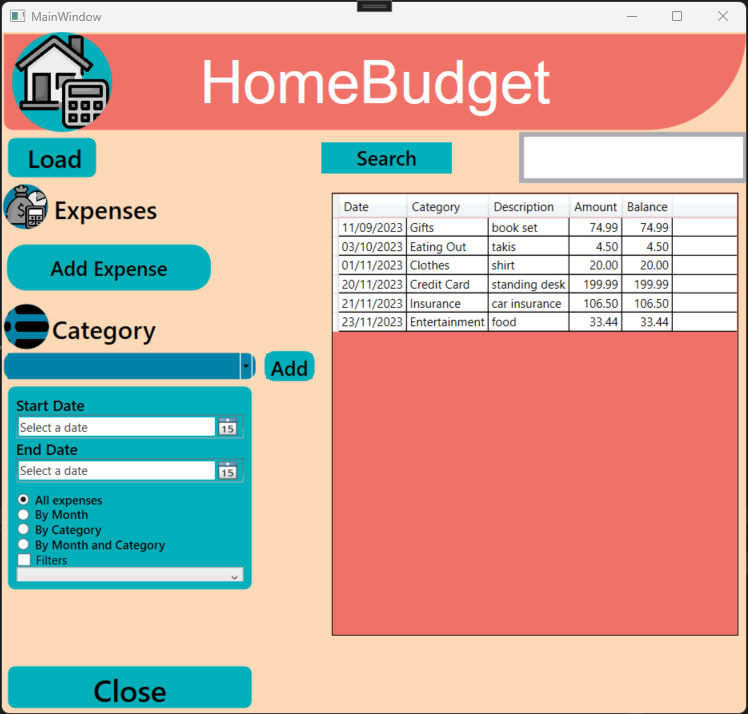 MainWindow
HomeBudget
Load
Search
Expenses
Add Expense
Category
Add
Start Date
Select a date 15
End Date
Select a date 15
All expenses
By Month
By Category
By Month and Category
Filters
Close
Date Category Description Amount Balance
11/09/2023 Gifts book set 74.99 74.99
03/10/2023 Eating Out takis 4.50 4.50
01/11/2023 Clothes shirt 20.00 20.00
20/11/2023 Credit Card standing desk 199.99 199.99
21/11/2023 Insurance car insurance 106.50 106.50
23/11/2023 Entertainment food 33.44 33.44